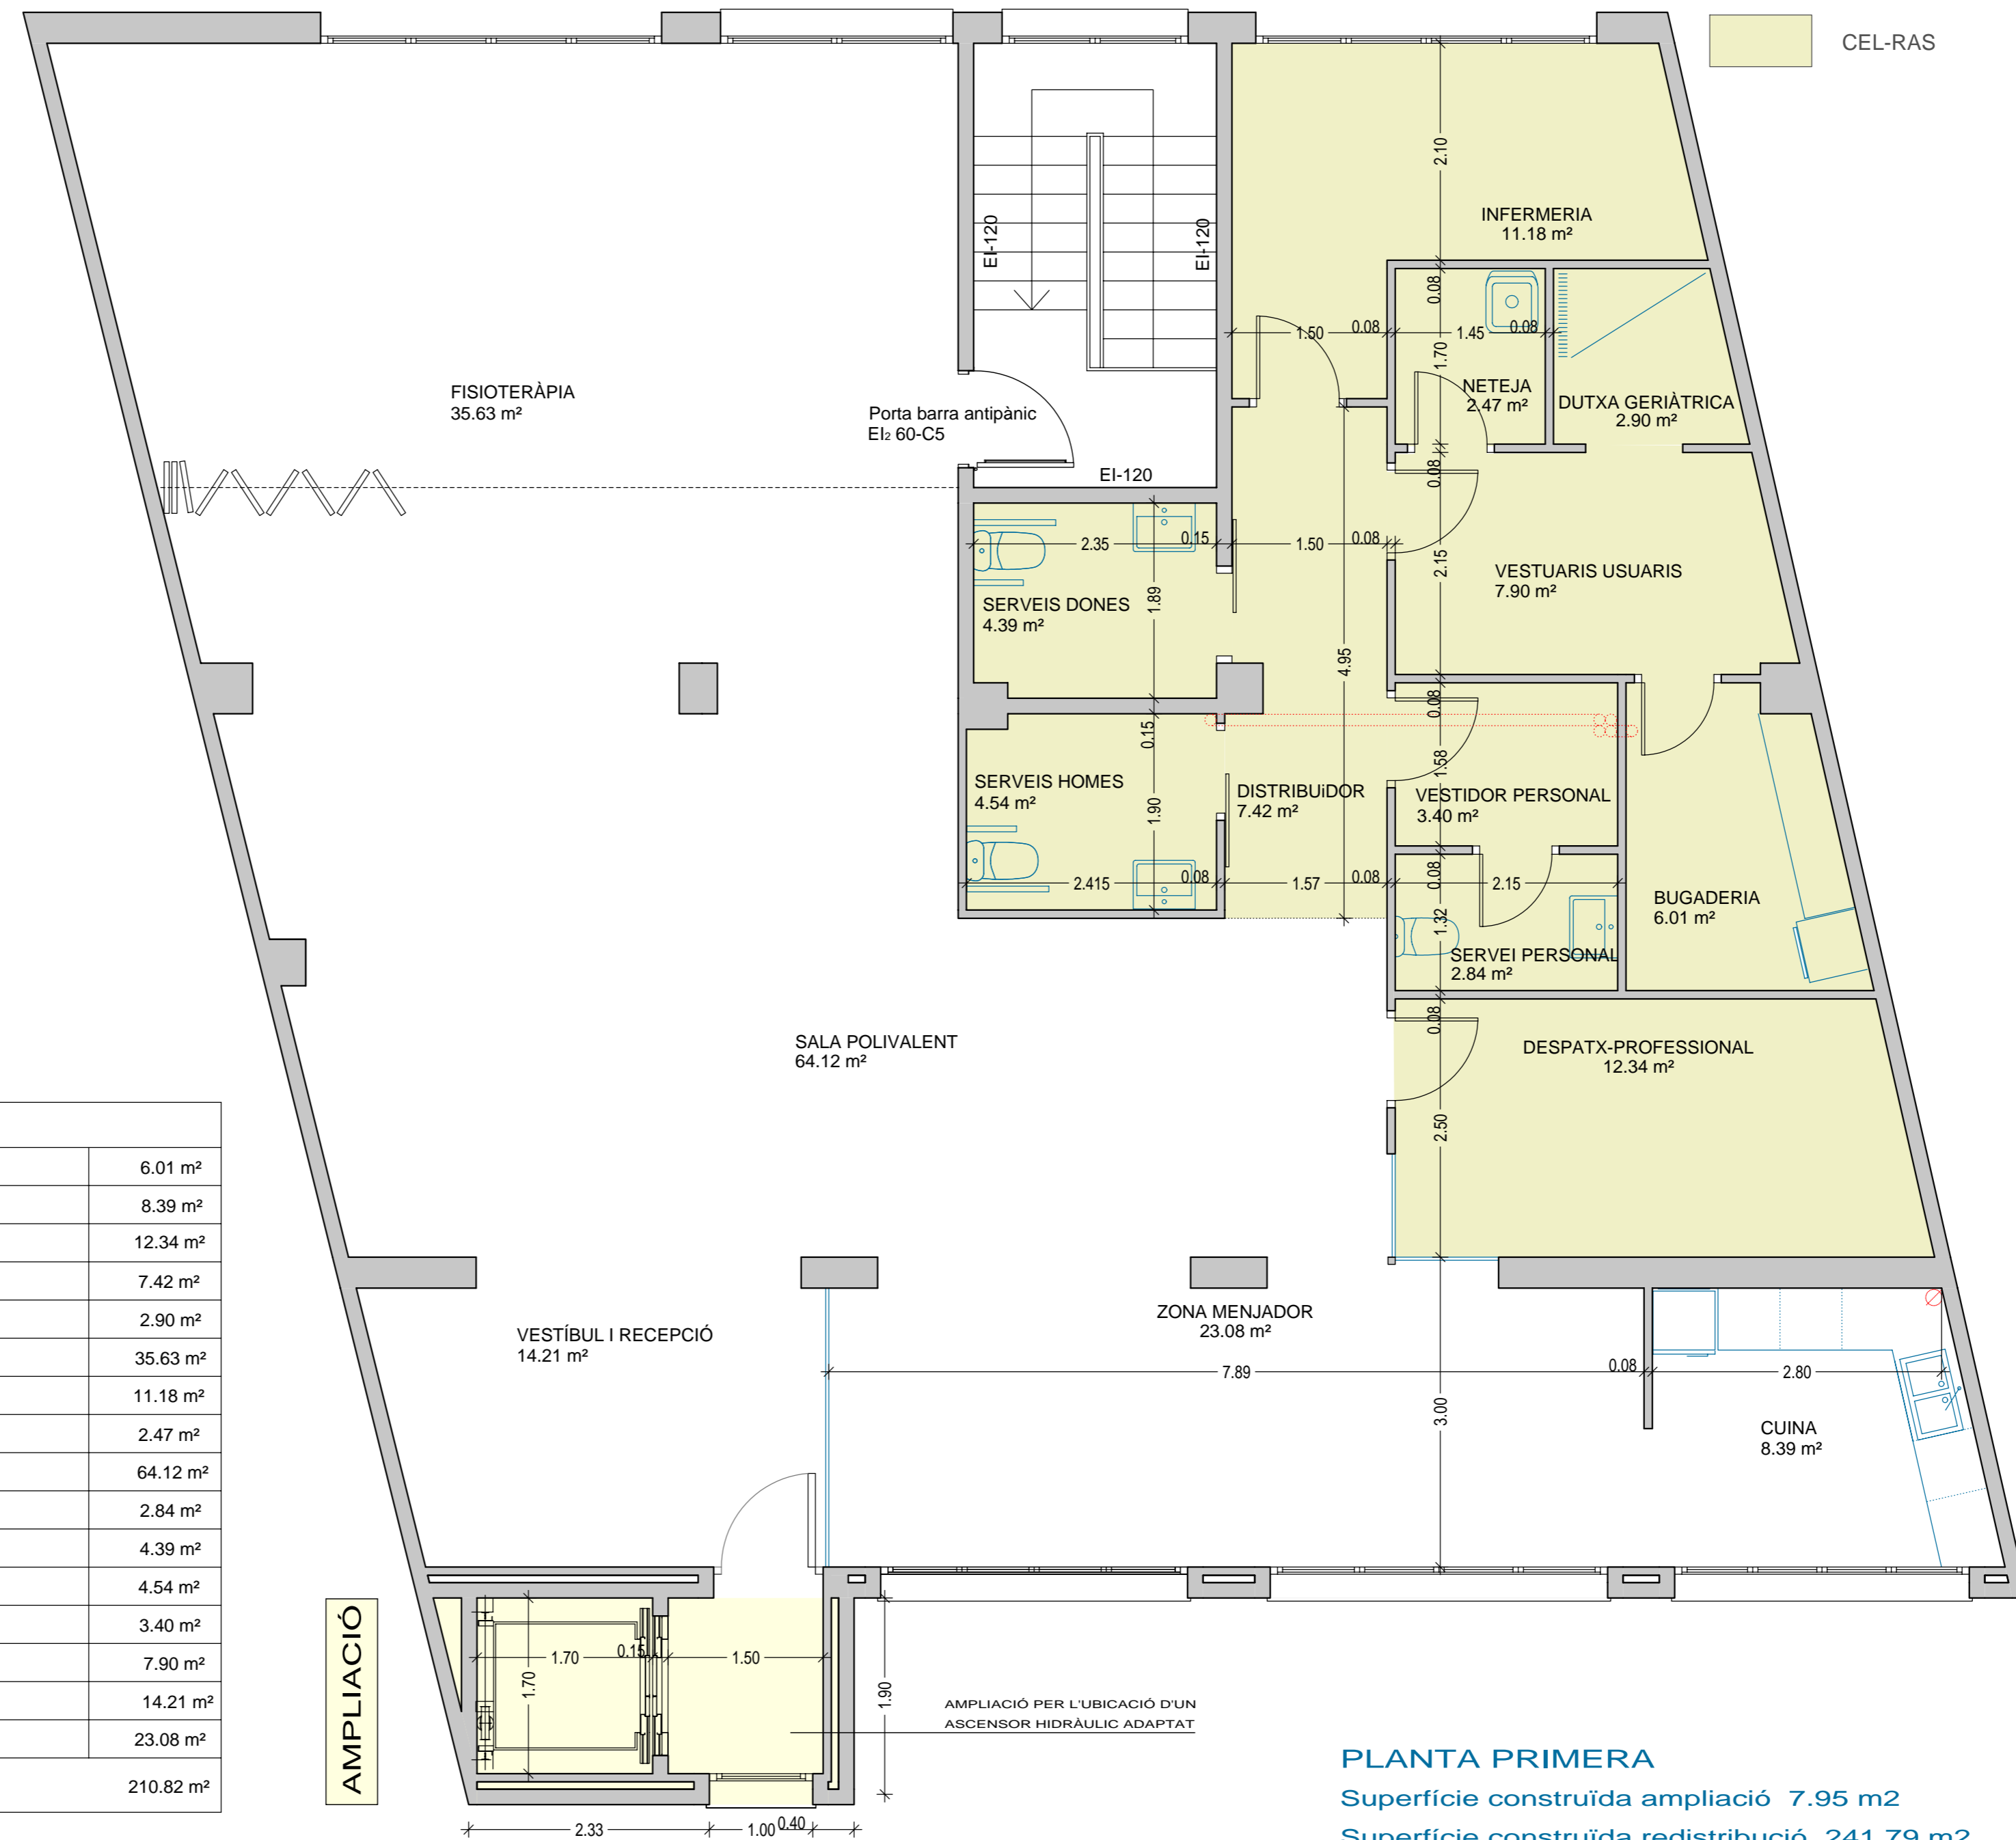 CEL-RAS
2.10
INFERMERIA
11.18 m²
EI-120
EI-120
0.08
1.50
0.08
1.45
0.08
1.70
NETEJA
2.47 m²
DUTXA GERIÀTRICA
2.90 m²
FISIOTERÀPIA
35.63 m²
Porta barra antipànic
EI₂ 60-C5
EI-120
0.08
2.35
0.15
1.50
0.08
2.15
VESTUARIS USUARIS
7.90 m²
SERVEIS DONES
4.39 m²
1.89
4.95
0.08
0.15
1.58
SERVEIS HOMES
4.54 m²
1.90
DISTRIBUïDOR
7.42 m²
VESTIDOR PERSONAL
3.40 m²
2.415
0.08
1.57
0.08
0.08
2.15
1.32
BUGADERIA
6.01 m²
SERVEI PERSONAL
2.84 m²
0.08
SALA POLIVALENT
64.12 m²
DESPATX-PROFESSIONAL
12.34 m²
2.50
6.01 m²
8.39 m²
12.34 m²
7.42 m²
2.90 m²
35.63 m²
11.18 m²
2.47 m²
64.12 m²
2.84 m²
4.39 m²
4.54 m²
3.40 m²
7.90 m²
14.21 m²
23.08 m²
210.82 m²
VESTÍBUL I RECEPCIÓ
14.21 m²
ZONA MENJADOR
23.08 m²
7.89
0.08
2.80
3.00
CUINA
8.39 m²
AMPLIACIÓ
1.70
0.15
1.50
1.70
1.90
AMPLIACIÓ PER L'UBICACIÓ D'UN
ASCENSOR HIDRÀULIC ADAPTAT
2.33
1.00
0.40
PLANTA PRIMERA
Superfície construïda ampliació 7.95 m2
Superfície construïda redistribució 241.79 m2